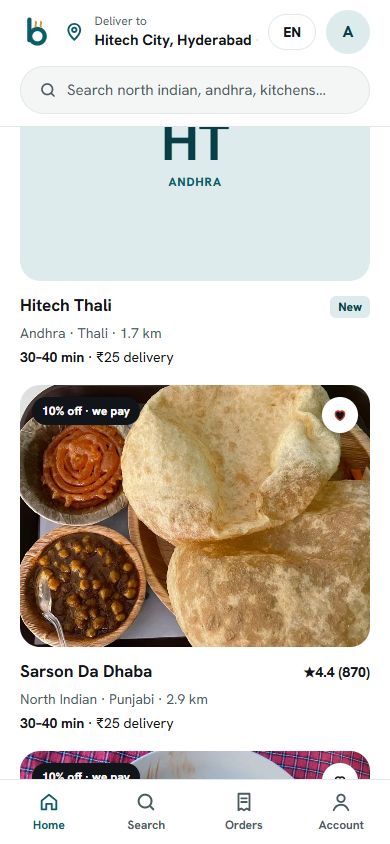 b
Deliver to
Hitech City, Hyderabad
EN
A
Search north indian, andhra, kitchens...
HT
ANDHRA
Hitech Thali
New
Andhra · Thali · 1.7 km
30–40 min · ₹25 delivery
10% off · we pay
Sarson Da Dhaba
★4.4 (870)
North Indian · Punjabi · 2.9 km
30–40 min · ₹25 delivery
10% off · we pay
Home
Search
Orders
Account